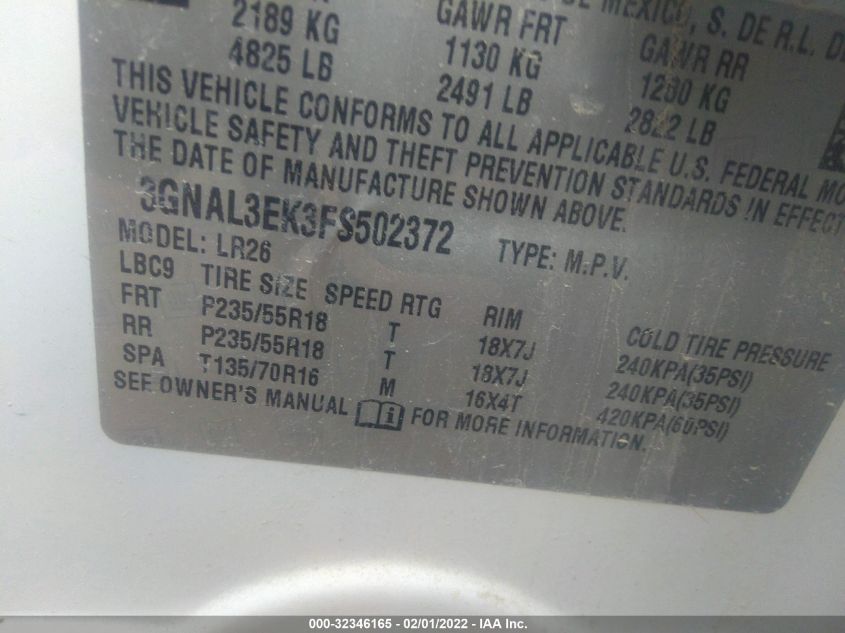 DE MEXICO, S. DE R.L. DE
2189 KG GAWR FRT GAWR RR
4825 LB 1130 KG 1280 KG
2491 LB 2822 LB
THIS VEHICLE CONFORMS TO ALL APPLICABLE U.S. FEDERAL MO
VEHICLE SAFETY AND THEFT PREVENTION STANDARDS IN EFFECT
THE DATE OF MANUFACTURE SHOWN ABOVE.
3GNAL3EK3FS502372 TYPE: M.P.V.
MODEL: LR26
LBC9 TIRE SIZE SPEED RTG RIM COLD TIRE PRESSURE
FRT P235/55R18 T 18X7J 240KPA(35PSI)
RR P235/55R18 T 18X7J 240KPA(35PSI)
SPA T135/70R16 M 16X4T 420KPA(60PSI)
SEE OWNER'S MANUAL i FOR MORE INFORMATION.
000-32346165 - 02/01/2022 - IAA Inc.